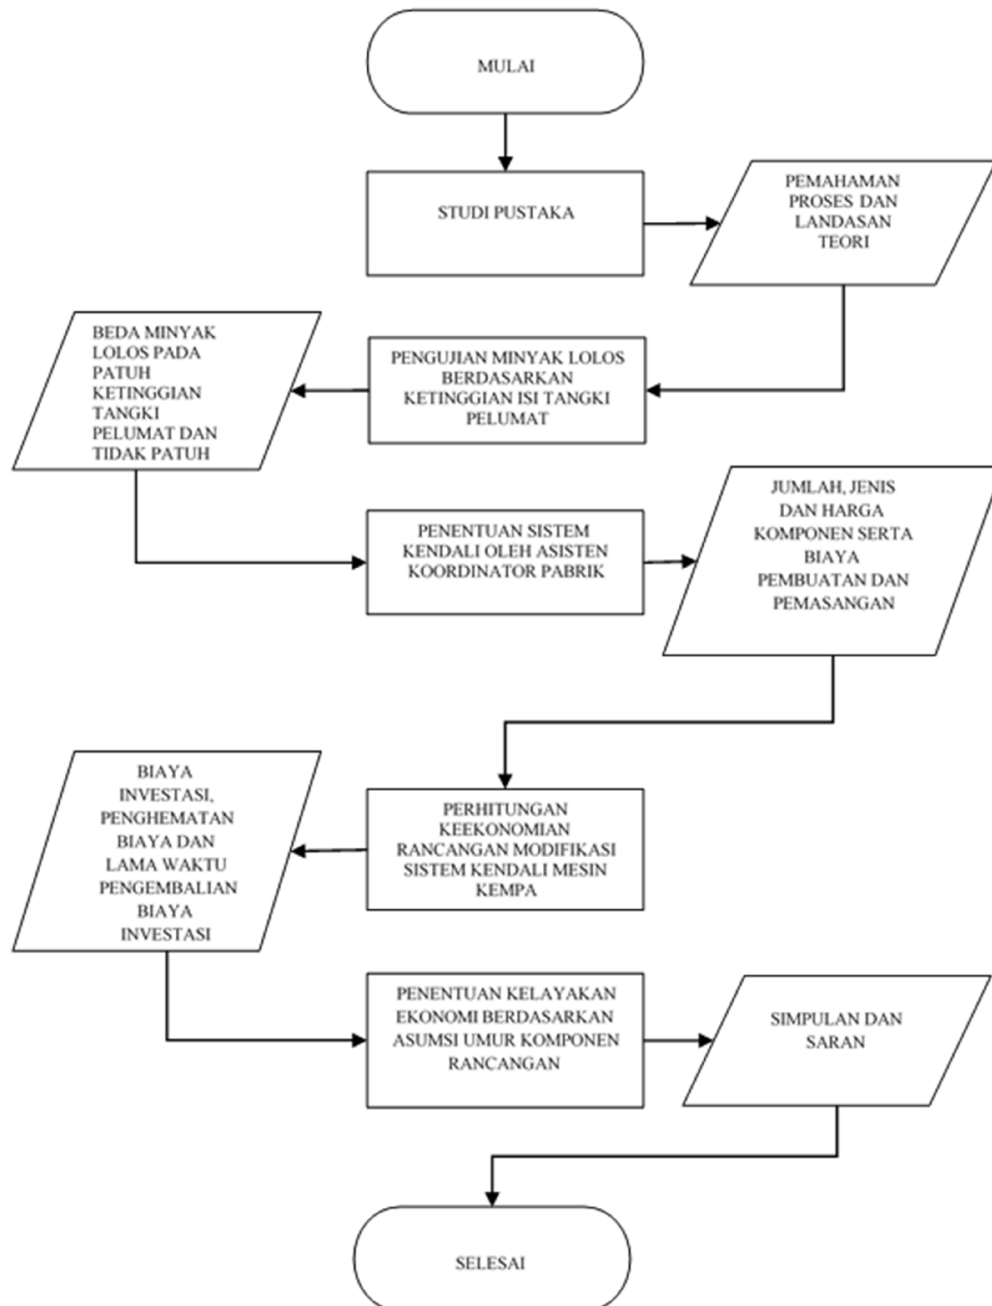 MULAI
STUDI PUSTAKA
PEMAHAMAN
PROSES DAN
LANDASAN
TEORI
PENGUJIAN MINYAK LOLOS
BERDASARKAN
KETINGGIAN ISI TANGKI
PELUMAT
BEDA MINYAK
LOLOS PADA
PATUH
KETINGGIAN
TANGKI
PELUMAT DAN
TIDAK PATUH
PENENTUAN SISTEM
KENDALI OLEH ASISTEN
KOORDINATOR PABRIK
JUMLAH, JENIS
DAN HARGA
KOMPONEN SERTA
BIAYA
PEMBUATAN DAN
PEMASANGAN
PERHITUNGAN
KEEKONOMIAN
RANCANGAN MODIFIKASI
SISTEM KENDALI MESIN
KEMPA
BIAYA
INVESTASI,
PENGHEMATAN
BIAYA DAN
LAMA WAKTU
PENGEMBALIAN
BIAYA
INVESTASI
PENENTUAN KELAYAKAN
EKONOMI BERDASARKAN
ASUMSI UMUR KOMPONEN
RANCANGAN
SIMPULAN DAN
SARAN
SELESAI